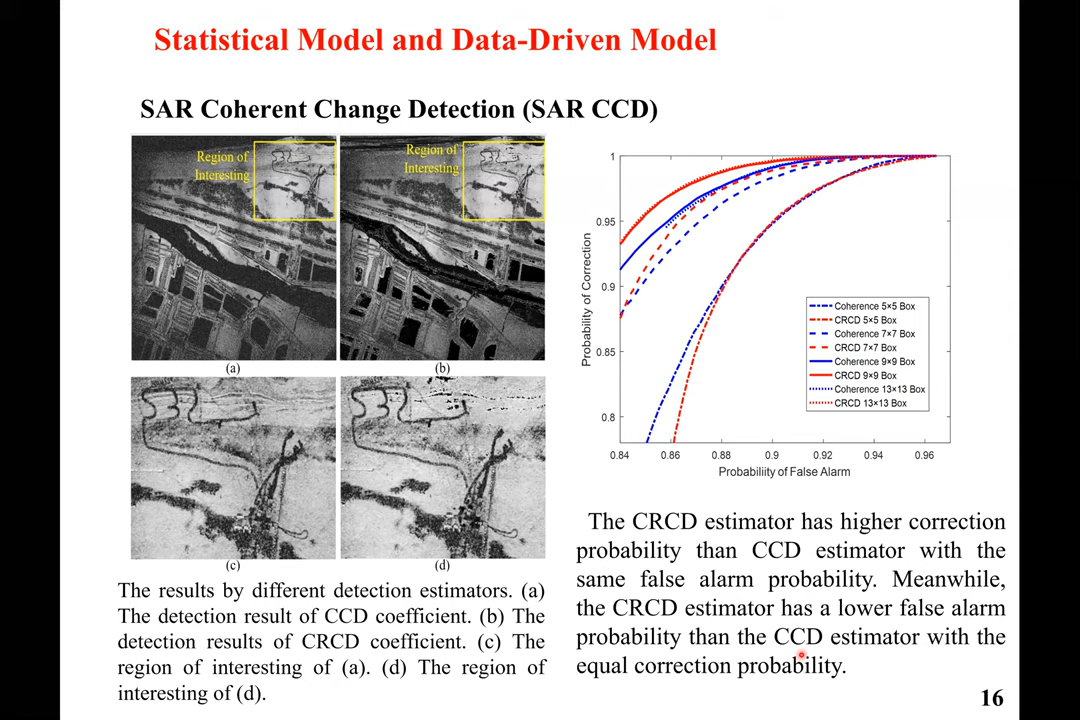 Statistical Model and Data-Driven Model
SAR Coherent Change Detection (SAR CCD)
Region of
Interesting
Region of
Interesting
(a)
(b)
(c)
(d)
The results by different detection estimators. (a)
The detection result of CCD coefficient. (b) The
detection results of CRCD coefficient. (c) The
region of interesting of (a). (d) The region of
interesting of (d).
Probability of Correction
1
0.95
0.9
0.85
0.8
0.84
0.86
0.88
0.9
0.92
0.94
0.96
Probabiliity of False Alarm
Coherence 5×5 Box
CRCD 5×5 Box
Coherence 7×7 Box
CRCD 7×7 Box
Coherence 9×9 Box
CRCD 9×9 Box
Coherence 13×13 Box
CRCD 13×13 Box
The CRCD estimator has higher correction
probability than CCD estimator with the
same false alarm probability. Meanwhile,
the CRCD estimator has a lower false alarm
probability than the CCD estimator with the
equal correction probability.
16